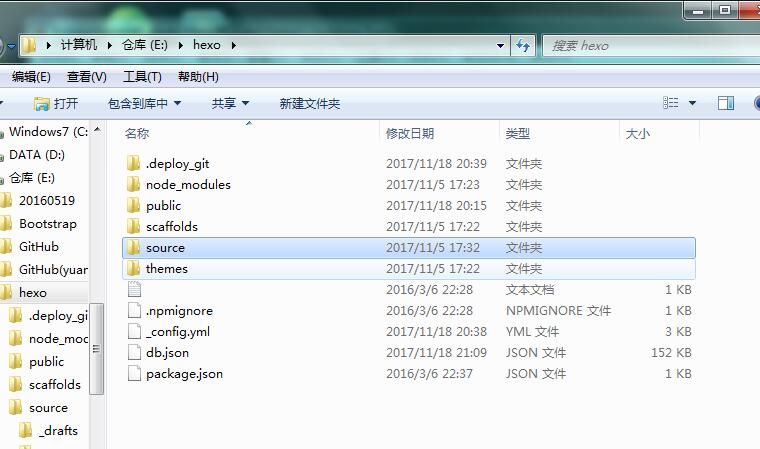 计算机 仓库 (E:) hexo 搜索 hexo
编辑(E) 查看(V) 工具(T) 帮助(H)
打开 包含到库中 共享 新建文件夹
名称 修改日期 类型 大小
Windows7 (C:
DATA (D:)
仓库 (E:)
20160519
Bootstrap
GitHub
GitHub(yuan
hexo
.deploy_gi
node_mod
public
scaffolds
source
_drafts
.deploy_git 2017/11/18 20:39 文件夹
node_modules 2017/11/5 17:23 文件夹
public 2017/11/18 20:15 文件夹
scaffolds 2017/11/5 17:22 文件夹
source 2017/11/5 17:32 文件夹
themes 2017/11/5 17:22 文件夹
2016/3/6 22:28 文本文档 1 KB
.npmignore 2016/3/6 22:28 NPMIGNORE 文件 1 KB
_config.yml 2017/11/18 20:38 YML 文件 3 KB
db.json 2017/11/18 21:09 JSON 文件 152 KB
package.json 2016/3/6 22:37 JSON 文件 1 KB